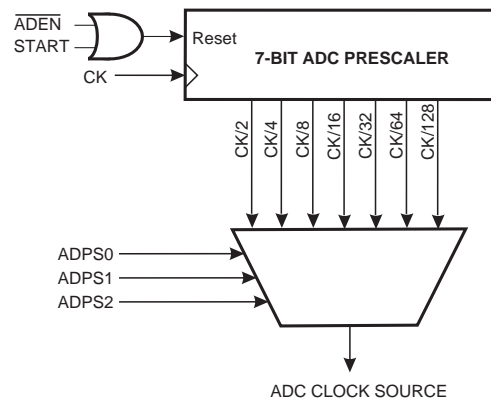 ADEN
START
Reset
7-BIT ADC PRESCALER
CK
CK/2
CK/4
CK/8
CK/16
CK/32
CK/64
CK/128
ADPS0
ADPS1
ADPS2
ADC CLOCK SOURCE